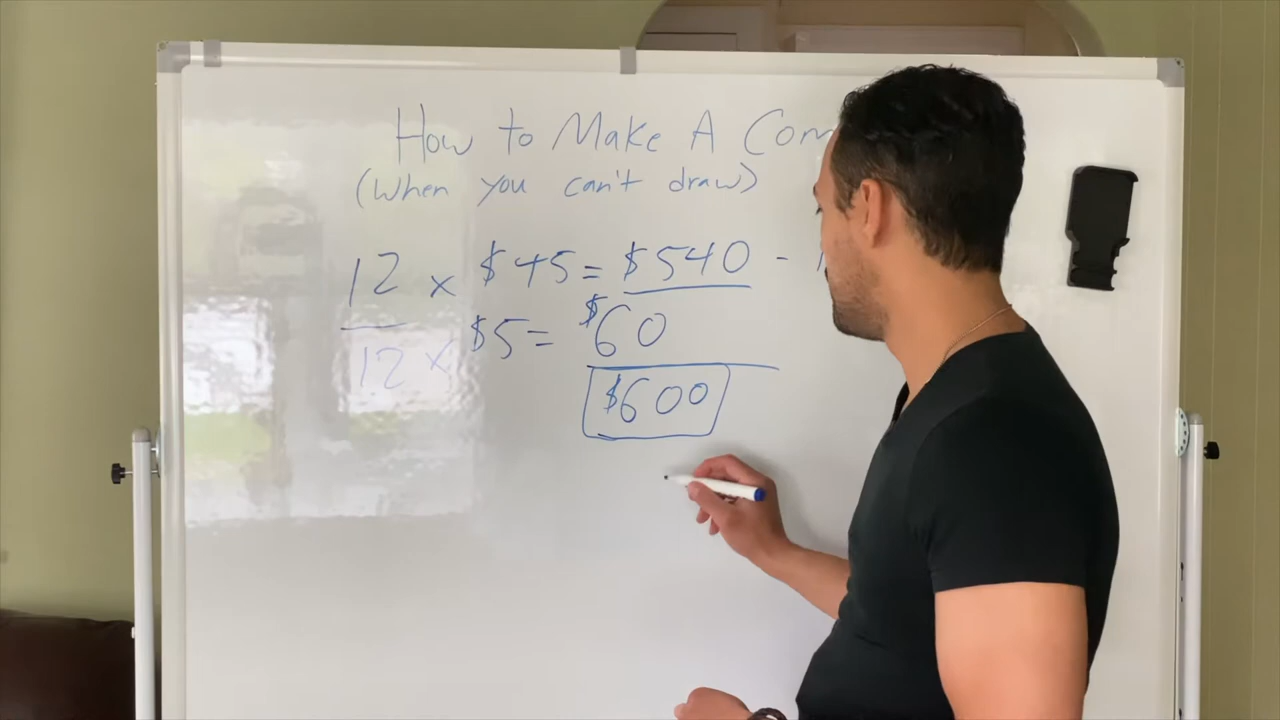 How to Make A Com
(When you can't draw)
12 x $45 = $540 -
12 x $5 = $60
$600